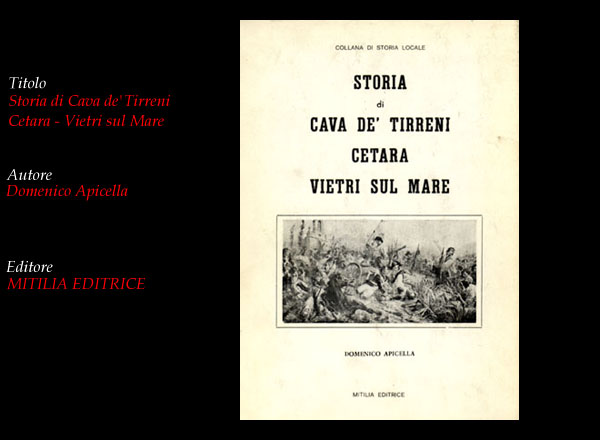 Titolo
Storia di Cava de' Tirreni
Cetara - Vietri sul Mare
Autore
Domenico Apicella
Editore
MITILIA EDITRICE
COLLANA DI STORIA LOCALE
STORIA
di
CAVA DE' TIRRENI
CETARA
VIETRI SUL MARE
DOMENICO APICELLA
MITILIA EDITRICE